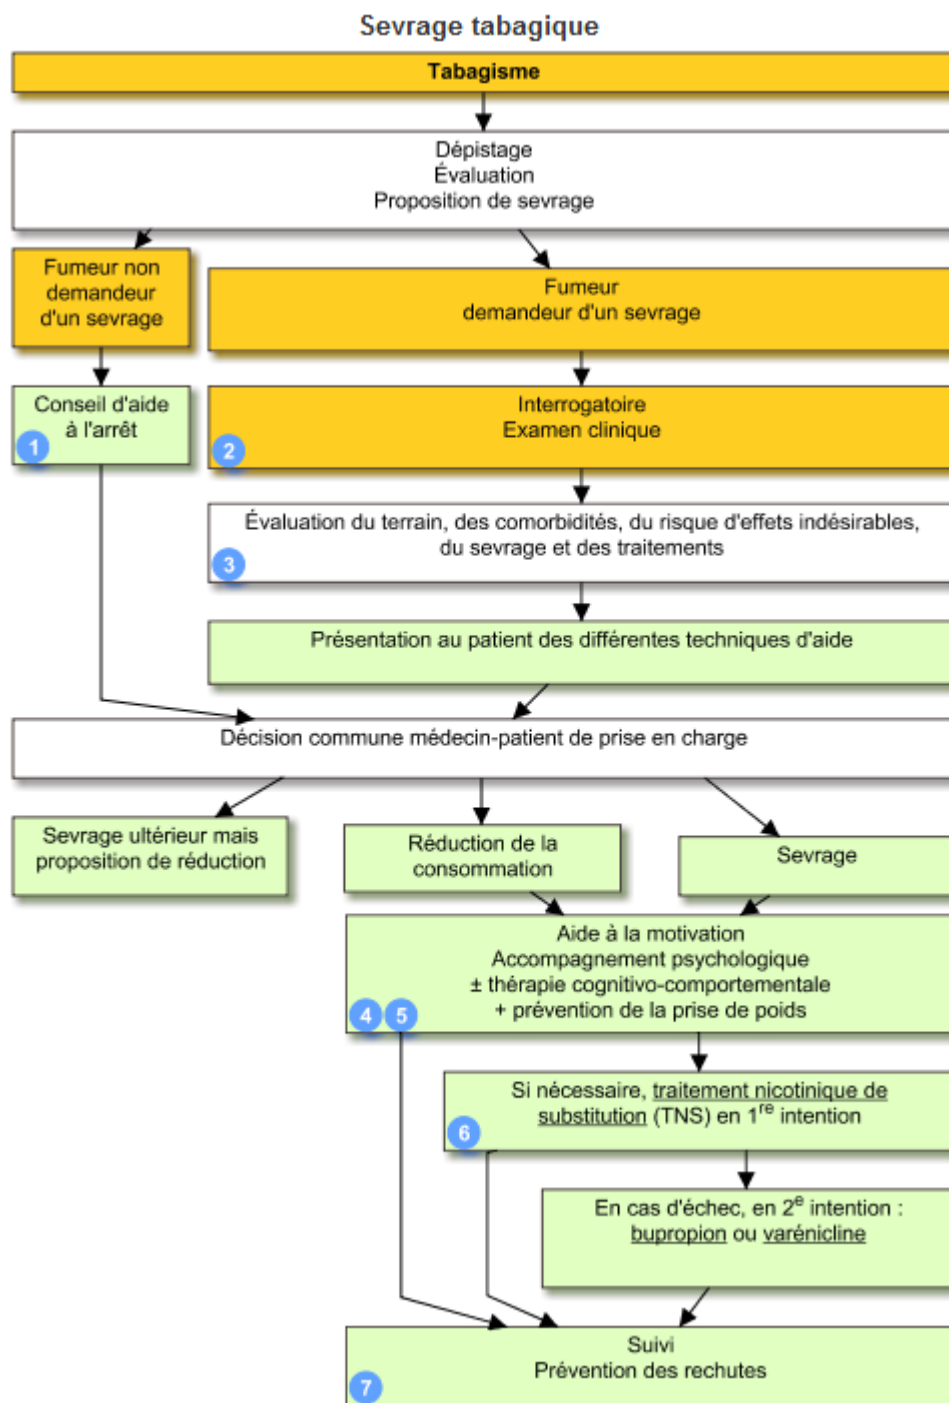 Sevrage tabagique
Tabagisme
Dépistage
Évaluation
Proposition de sevrage
Fumeur non
demandeur
d'un sevrage
Fumeur
demandeur d'un sevrage
Conseil d'aide
à l'arrêt
1
Interrogatoire
Examen clinique
2
Évaluation du terrain, des comorbidités, du risque d'effets indésirables,
du sevrage et des traitements
3
Présentation au patient des différentes techniques d'aide
Décision commune médecin-patient de prise en charge
Sevrage ultérieur mais
proposition de réduction
Réduction de la
consommation
Sevrage
Aide à la motivation
Accompagnement psychologique
± thérapie cognitivo-comportementale
+ prévention de la prise de poids
4 5
Si nécessaire, traitement nicotinique de
substitution (TNS) en 1re intention
6
En cas d'échec, en 2e intention :
bupropion ou varénicline
Suivi
Prévention des rechutes
7